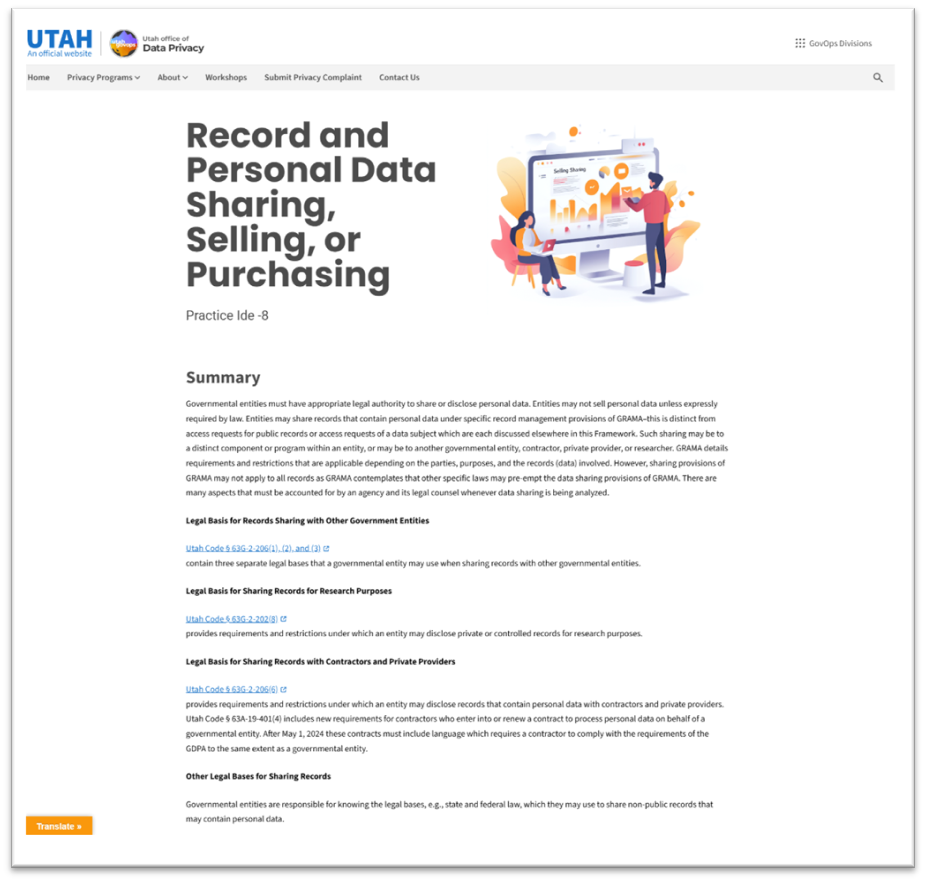 UTAH
An official website
Utah office of
Data Privacy
GovOps Divisions
Home Privacy Programs About Workshops Submit Privacy Complaint Contact Us
Record and
Personal Data
Sharing,
Selling, or
Purchasing
Selling Sharing
Practice Ide -8
Summary
Governmental entities must have appropriate legal authority to share or disclose personal data. Entities may not sell personal data unless expressly
required by law. Entities may share records that contain personal data under specific record management provisions of GRAMA–this is distinct from
access requests for public records or access requests of a data subject which are each discussed elsewhere in this Framework. Such sharing may be to
a distinct component or program within an entity, or may be to another governmental entity, contractor, private provider, or researcher. GRAMA details
requirements and restrictions that are applicable depending on the parties, purposes, and the records (data) involved. However, sharing provisions of
GRAMA may not apply to all records as GRAMA contemplates that other specific laws may pre-empt the data sharing provisions of GRAMA. There are
many aspects that must be accounted for by an agency and its legal counsel whenever data sharing is being analyzed.
Legal Basis for Records Sharing with Other Government Entities
Utah Code § 63G-2-206(1), (2), and (3)
contain three separate legal bases that a governmental entity may use when sharing records with other governmental entities.
Legal Basis for Sharing Records for Research Purposes
Utah Code § 63G-2-202(8)
provides requirements and restrictions under which an entity may disclose private or controlled records for research purposes.
Legal Basis for Sharing Records with Contractors and Private Providers
Utah Code § 63G-2-206(6)
provides requirements and restrictions under which an entity may disclose records that contain personal data with contractors and private providers.
Utah Code § 63A-19-401(4) includes new requirements for contractors who enter into or renew a contract to process personal data on behalf of a
governmental entity. After May 1, 2024 these contracts must include language which requires a contractor to comply with the requirements of the
GDPA to the same extent as a governmental entity.
Other Legal Bases for Sharing Records
Governmental entities are responsible for knowing the legal bases, e.g., state and federal law, which they may use to share non-public records that
may contain personal data.
Translate »